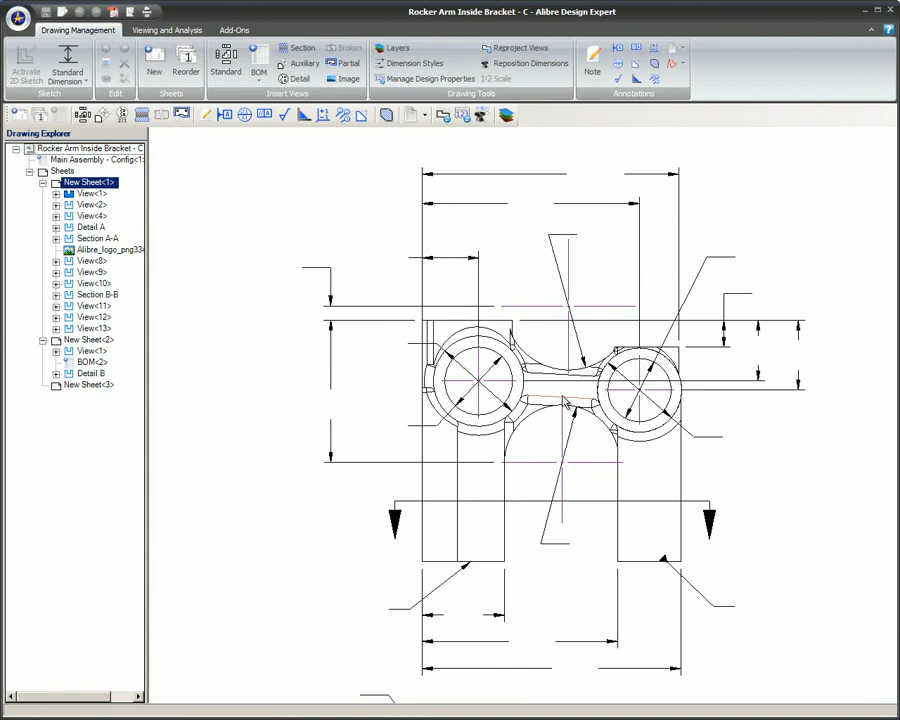 Rocker Arm Inside Bracket - C - Alibre Design Expert
Drawing Management
Viewing and Analysis
Add-Ons
Activate
2D Sketch
Standard
Dimension
New
Reorder
Standard
BOM
Section
Auxiliary
Detail
Broken
Partial
Image
Layers
Dimension Styles
Manage Design Properties
Reproject Views
Reposition Dimensions
1:2 Scale
Note
Sketch
Edit
Sheets
Insert Views
Drawing Tools
Annotations
Drawing Explorer
Rocker Arm Inside Bracket - C
Main Assembly - Config<1>
Sheets
New Sheet<1>
View<1>
View<2>
View<4>
Detail A
Section A-A
Alibre_logo_png334
View<8>
View<9>
View<10>
Section B-B
View<11>
View<12>
View<13>
New Sheet<2>
View<1>
BOM<2>
Detail B
New Sheet<3>